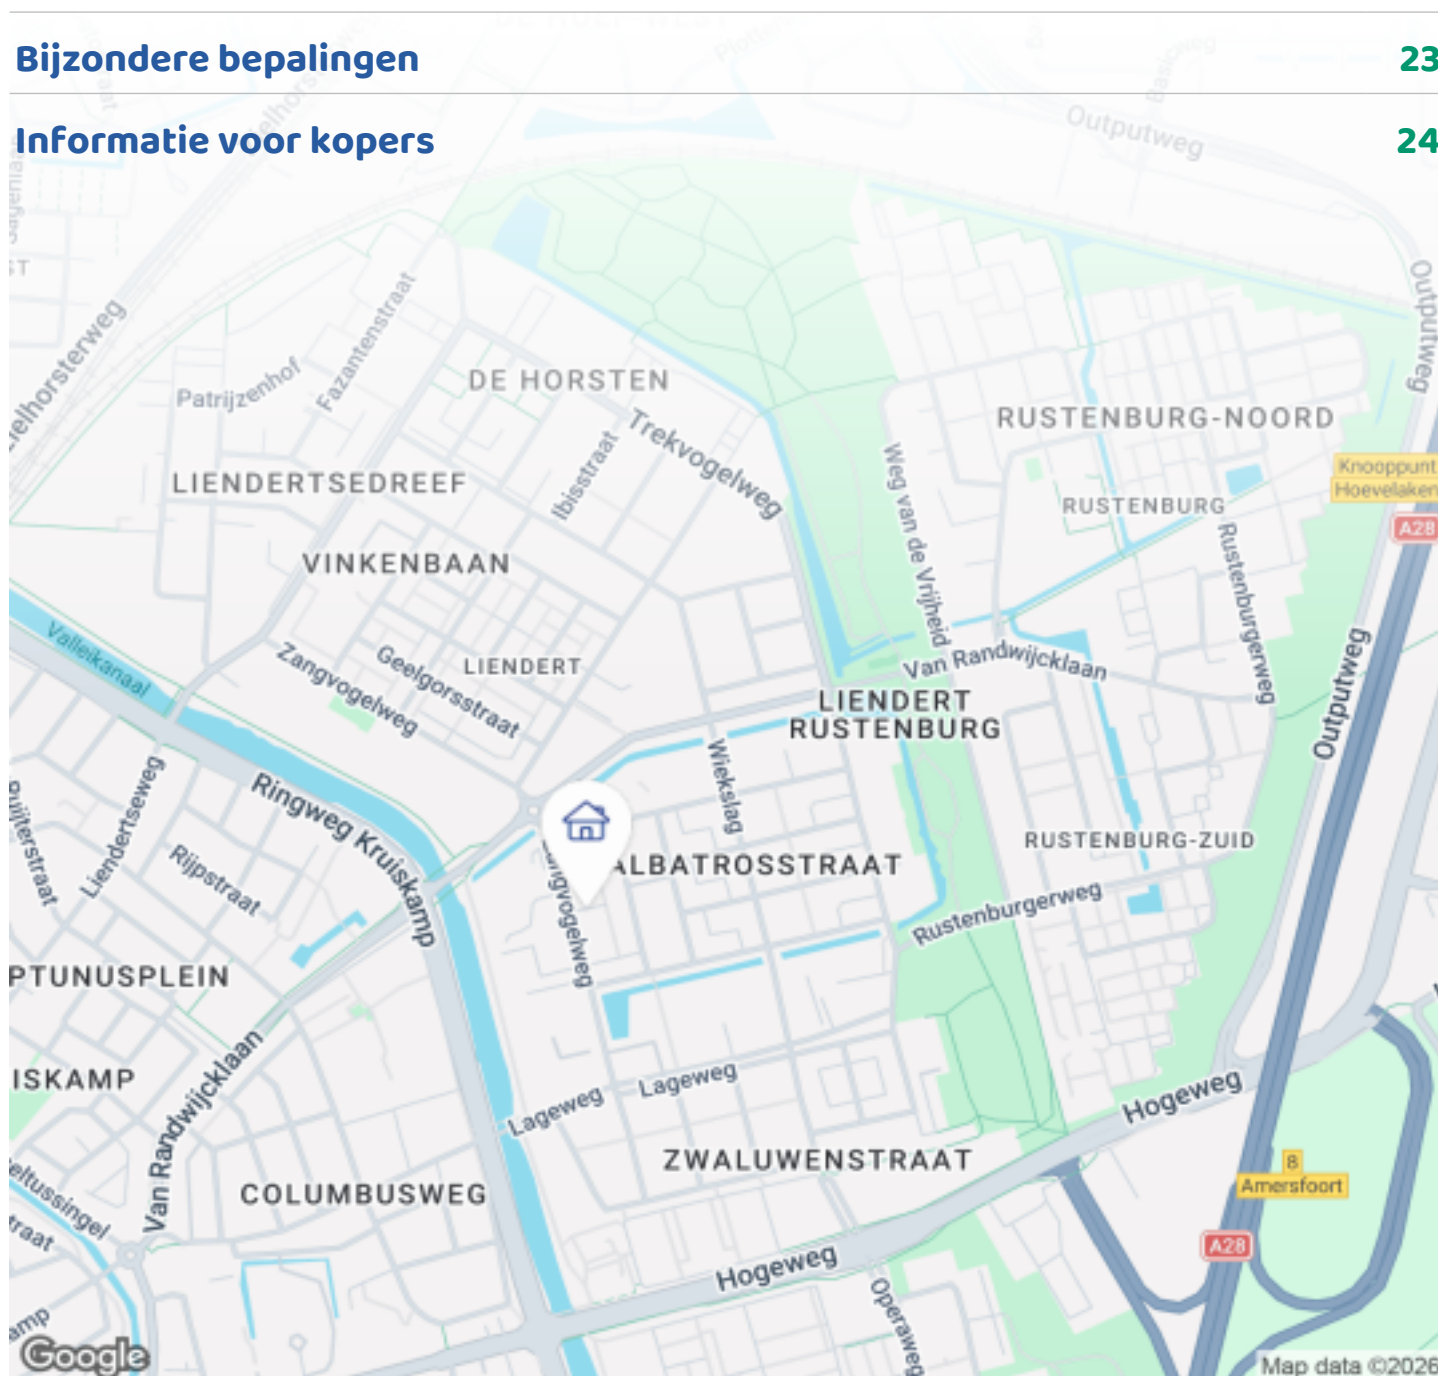 Bijzondere bepalingen 23
Informatie voor kopers 24
Outputweg
Outputweg
Fazantenstraat
Patrijzenhof
DE HORSTEN
Trekvogelweg
RUSTENBURG-NOORD
Ibisstraat
Weg van de Vrijheid
Knooppunt
Hoevelaken
LIENDERTSEDREEF
RUSTENBURG
A28
VINKENBAAN
Rustenburgerweg
Valleikanaal
Zangvogelweg
Geelgorsstraat
LIENDERT
Van Randwijcklaan
LIENDERT
RUSTENBURG
Outputweg
Wiekslag
Liendertseweg
Ringweg Kruiskamp
Rijpstraat
ALBATROSSTRAAT
RUSTENBURG-ZUID
Rustenburgerweg
PTUNUSPLEIN
ISKAMP
Van Randwijcklaan
Lageweg
Lageweg
Hogeweg
ZWALUWENSTRAAT
COLUMBUSWEG
8
Amersfoort
A28
Hogeweg
Operaweg
Google
Map data ©2026